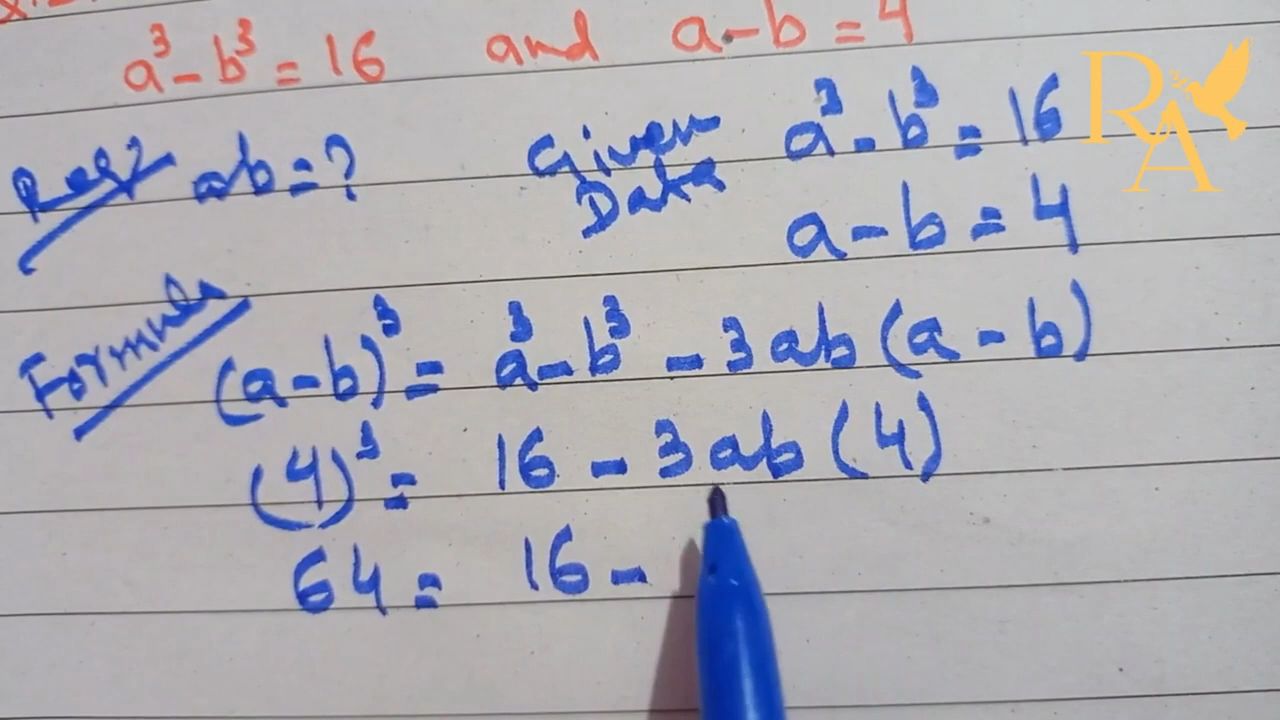 a³ - b³ = 16 and a - b = 4
ab = ? Given Data a³ - b³ = 16
a - b = 4
Formula (a - b)³ = a³ - b³ - 3ab(a - b)
(4)³ = 16 - 3ab(4)
64 = 16 -
RA